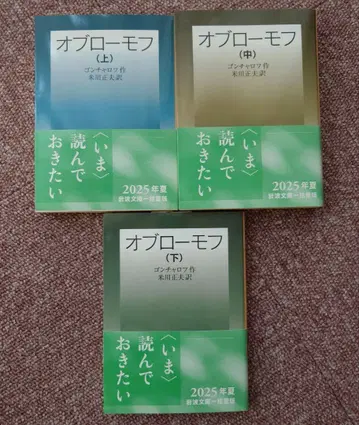 オブローモフ
(上)
ゴンチャロフ作
米川正夫訳
〈いま〉
読んで
おきたい
2025年夏
岩波文庫一括重版
オブローモフ
(中)
ゴンチャロフ作
米川正夫訳
〈いま〉
読んで
おきたい
2025年夏
岩波文庫一括重版
オブローモフ
(下)
ゴンチャロフ作
米川正夫訳
〈いま〉
読んで
おきたい
2025年夏
岩波文庫一括重版